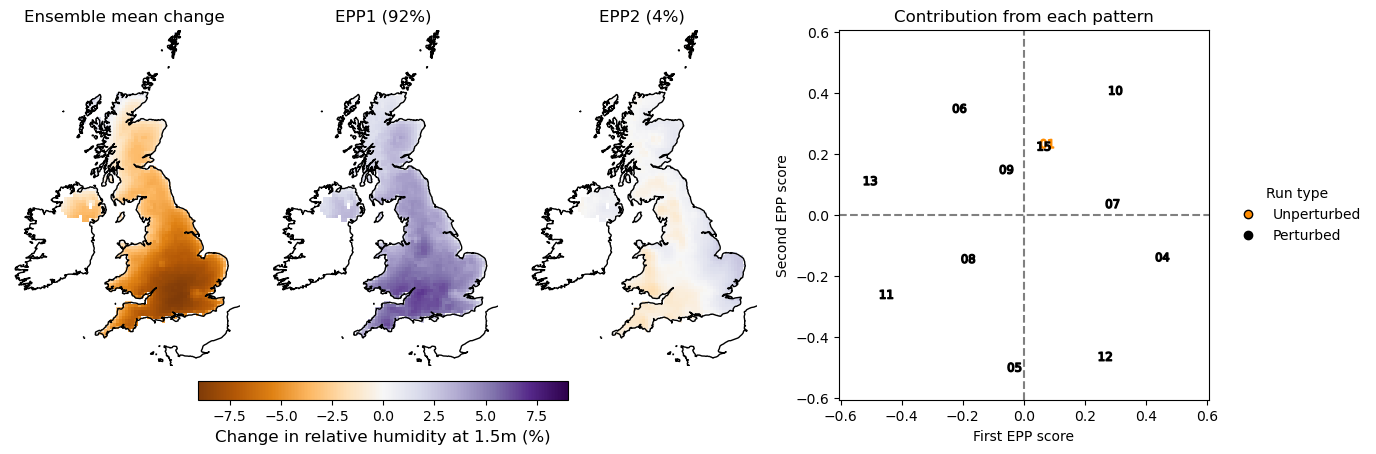 Ensemble mean change
EPP1 (92%)
EPP2 (4%)
−7.5 −5.0 −2.5 0.0 2.5 5.0 7.5
Change in relative humidity at 1.5m (%)
Contribution from each pattern
Second EPP score
0.6
0.4
0.2
0.0
−0.2
−0.4
−0.6
10
06
15
09
13
07
08
04
11
12
05
−0.6 −0.4 −0.2 0.0 0.2 0.4 0.6
First EPP score
Run type
Unperturbed
Perturbed